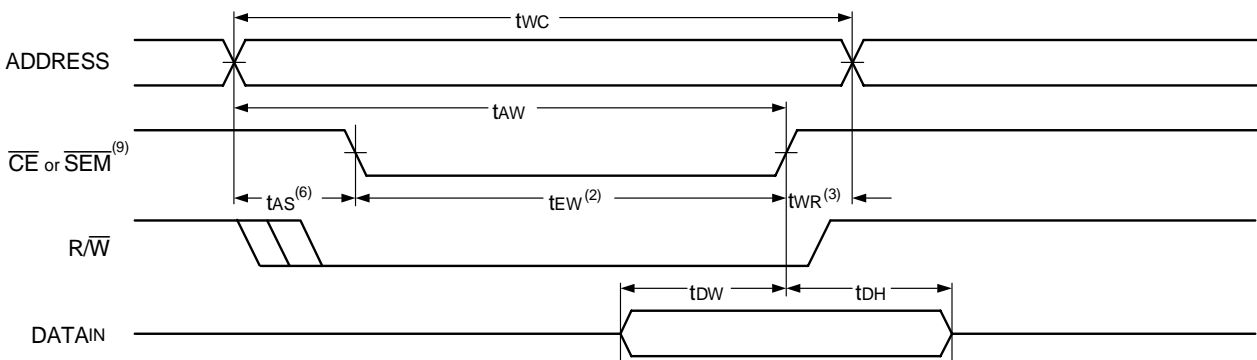 tWC
ADDRESS
tAW
CE or SEM(9)
tAS(6) tEW(2) tWR(3)
R/W
tDW tDH
DATAIN